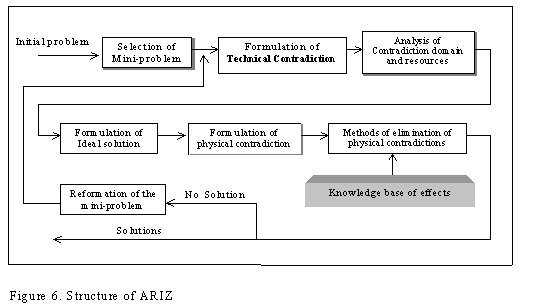 Initial problem
Selection of
Mini-problem
Formulation of
Technical Contradiction
Analysis of
Contradiction domain
and resources
Formulation of
Ideal solution
Formulation of
physical contradiction
Methods of elimination of
physical contradictions
Knowledge base of effects
Reformation of the
mini-problem
No Solution
Solutions
Figure 6. Structure of ARIZ